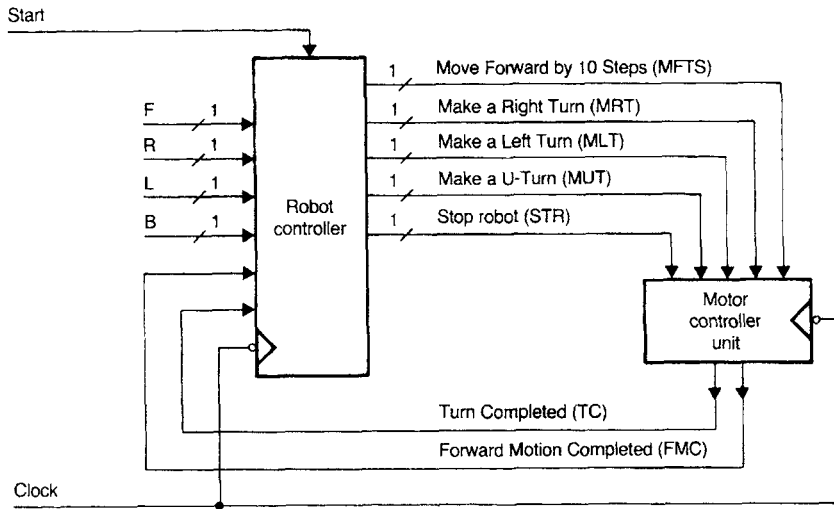 Start
1 Move Forward by 10 Steps (MFTS)
F 1 1 Make a Right Turn (MRT)
R 1 1 Make a Left Turn (MLT)
L 1 1 Make a U-Turn (MUT)
B 1 1 Stop robot (STR)
Robot
controller
Motor
controller
unit
Turn Completed (TC)
Forward Motion Completed (FMC)
Clock